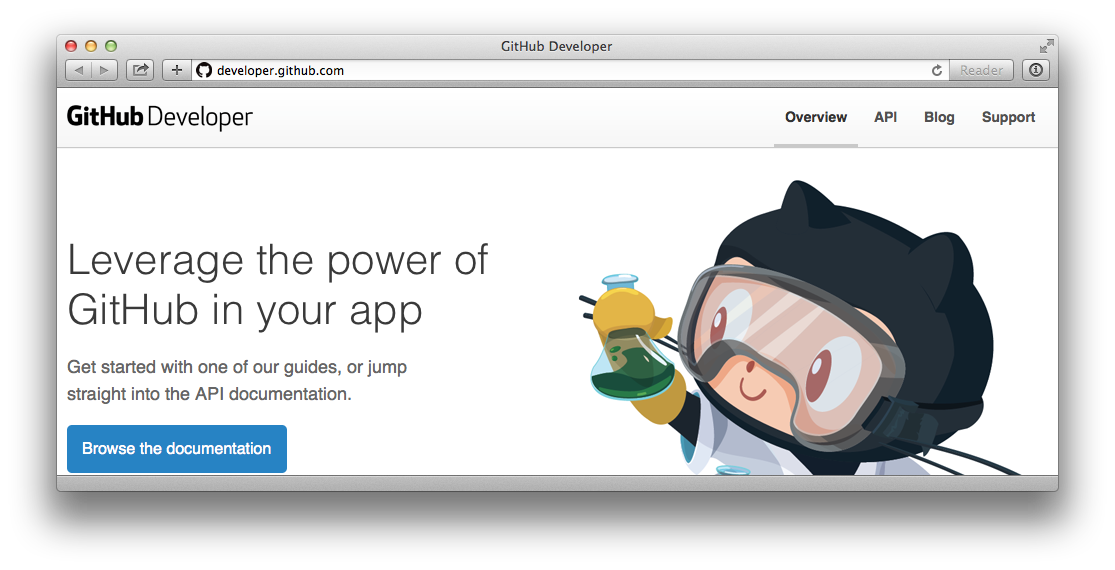 GitHub Developer
developer.github.com
Reader
GitHub Developer
Overview API Blog Support
Leverage the power of
GitHub in your app
Get started with one of our guides, or jump
straight into the API documentation.
Browse the documentation